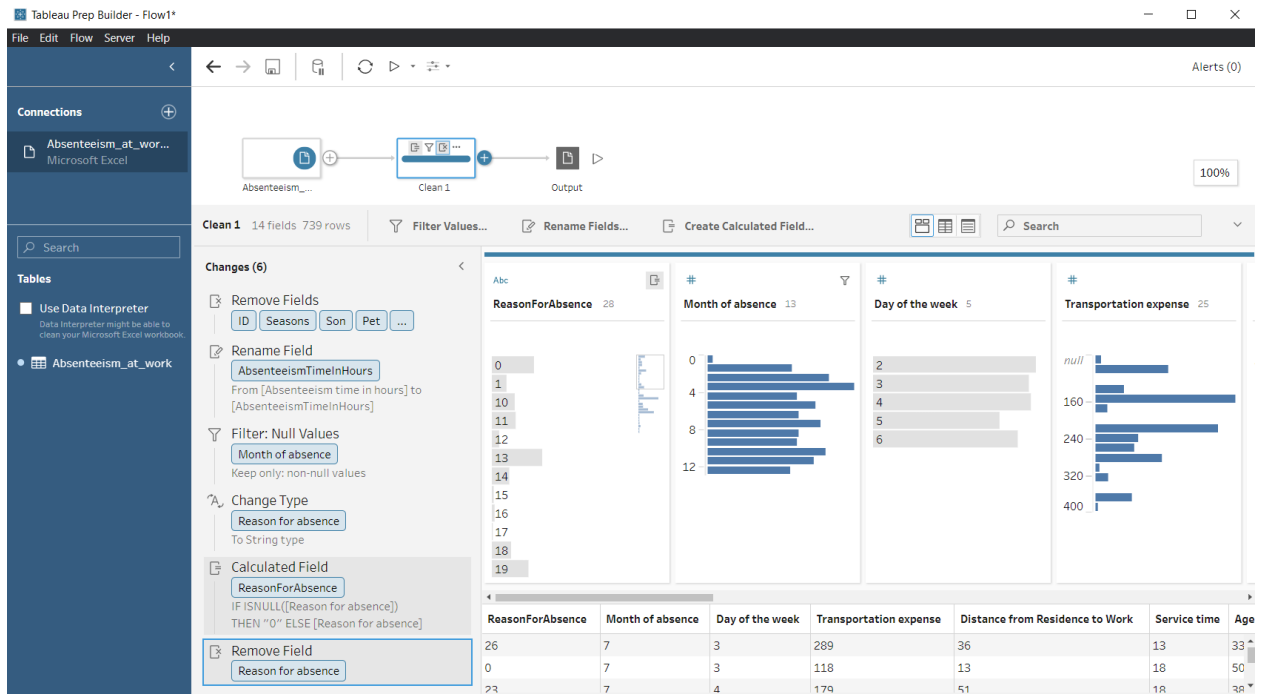 Tableau Prep Builder - Flow1*
File Edit Flow Server Help
Alerts (0)
Connections
Absenteeism_at_wor...
Microsoft Excel
Absenteeism_...
Clean 1
Output
100%
Clean 1 14 fields 739 rows Filter Values... Rename Fields... Create Calculated Field... Search
Search
Tables
Use Data Interpreter
Data Interpreter might be able to
clean your Microsoft Excel workbook.
Absenteeism_at_work
Changes (6)
Remove Fields
ID Seasons Son Pet ...
Rename Field
AbsenteeismTimeInHours
From [Absenteeism time in hours] to
[AbsenteeismTimeInHours]
Filter: Null Values
Month of absence
Keep only: non-null values
Change Type
Reason for absence
To String type
Calculated Field
ReasonForAbsence
IF ISNULL([Reason for absence])
THEN "0" ELSE [Reason for absence]
Remove Field
Reason for absence
Abc
ReasonForAbsence 28
0
1
10
11
12
13
14
15
16
17
18
19
#
Month of absence 13
0
4
8
12
#
Day of the week 5
2
3
4
5
6
#
Transportation expense 25
null
160
240
320
400
ReasonForAbsence Month of absence Day of the week Transportation expense Distance from Residence to Work Service time Age
26 7 3 289 36 13 33
0 7 3 118 13 18 50
23 7 4 179 51 18 38